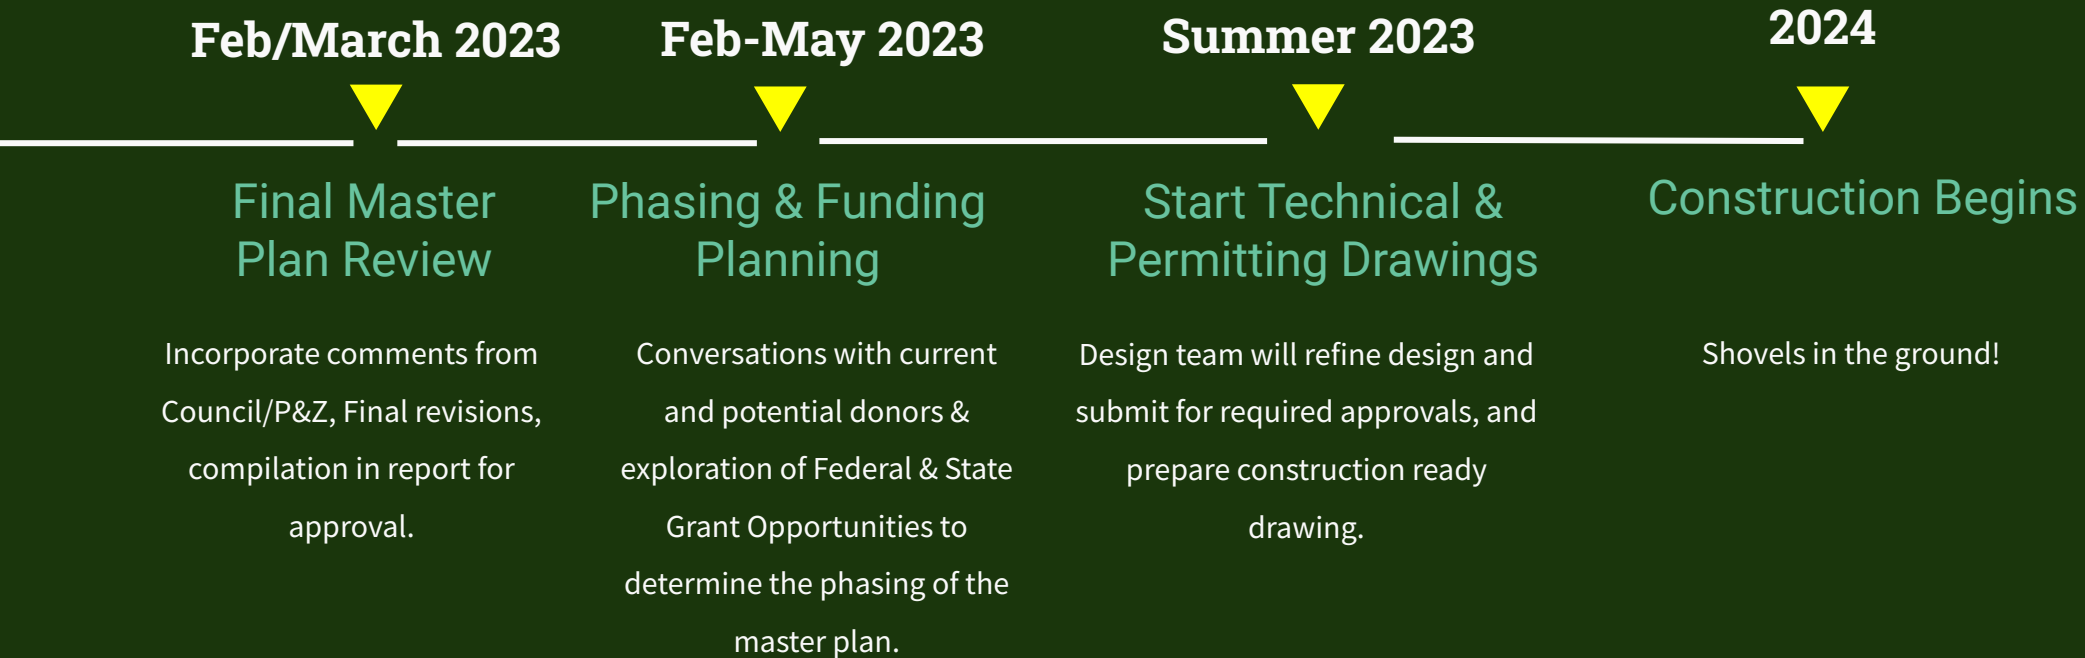 Feb/March 2023
Final Master
Plan Review
Incorporate comments from
Council/P&Z, Final revisions,
compilation in report for
approval.
Feb-May 2023
Phasing & Funding
Planning
Conversations with current
and potential donors &
exploration of Federal & State
Grant Opportunities to
determine the phasing of the
master plan.
Summer 2023
Start Technical &
Permitting Drawings
Design team will refine design and
submit for required approvals, and
prepare construction ready
drawing.
2024
Construction Begins
Shovels in the ground!